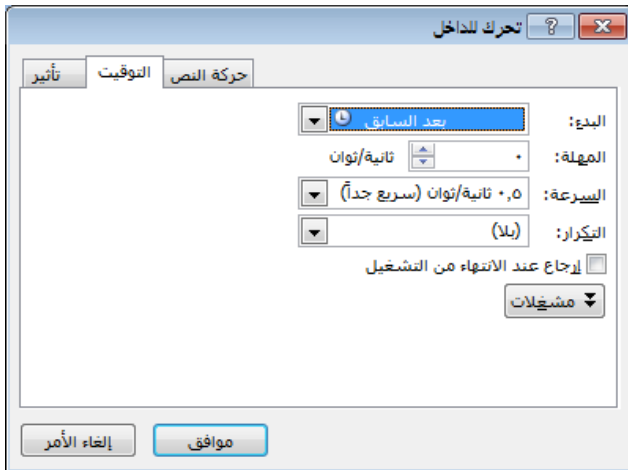 تحرك للداخل
تأثير التوقيت حركة النص
البدء: بعد السابق
المهلة: ٠ ثانية/ثوان
السرعة: ٠,٥ ثانية/ثوان (سريع جداً)
التكرار: (بلا)
إرجاع عند الانتهاء من التشغيل
مشغلات
موافق إلغاء الأمر